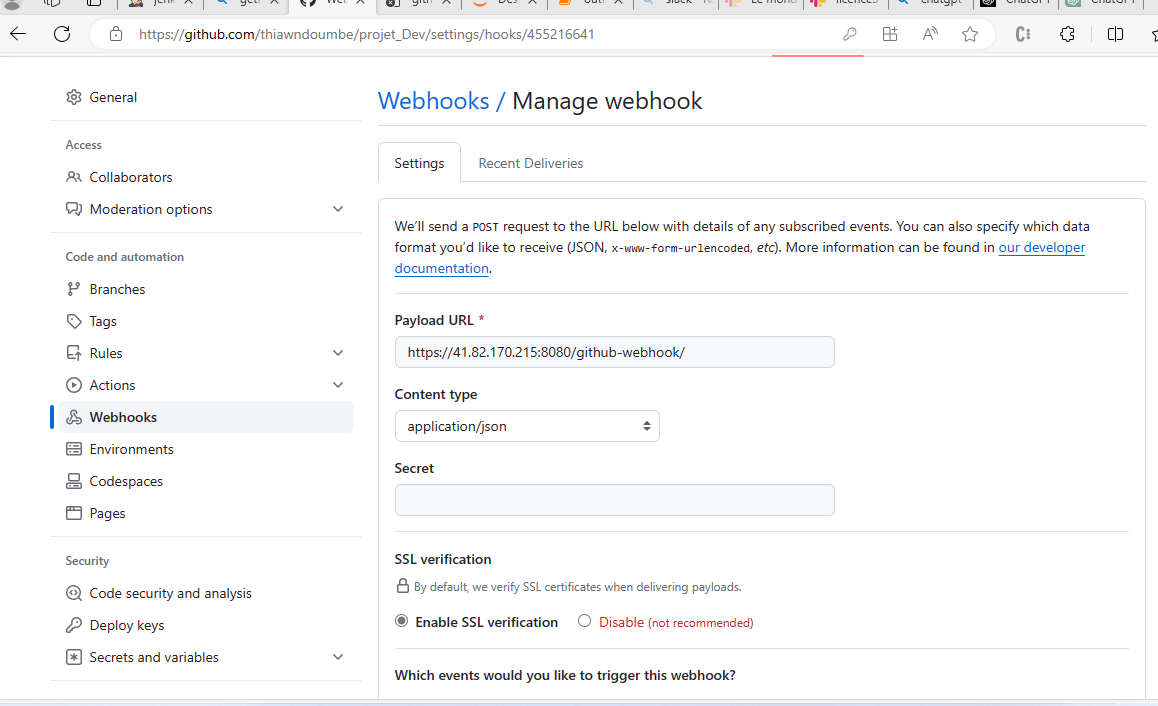 https://github.com/thiawndoumbe/projet_Dev/settings/hooks/455216641
General
Access
Collaborators
Moderation options
Code and automation
Branches
Tags
Rules
Actions
Webhooks
Environments
Codespaces
Pages
Security
Code security and analysis
Deploy keys
Secrets and variables
Webhooks / Manage webhook
Settings
Recent Deliveries
We'll send a POST request to the URL below with details of any subscribed events. You can also specify which data
format you'd like to receive (JSON, x-www-form-urlencoded, etc). More information can be found in our developer
documentation.
Payload URL *
https://41.82.170.215:8080/github-webhook/
Content type
application/json
Secret
SSL verification
By default, we verify SSL certificates when delivering payloads.
Enable SSL verification
Disable (not recommended)
Which events would you like to trigger this webhook?